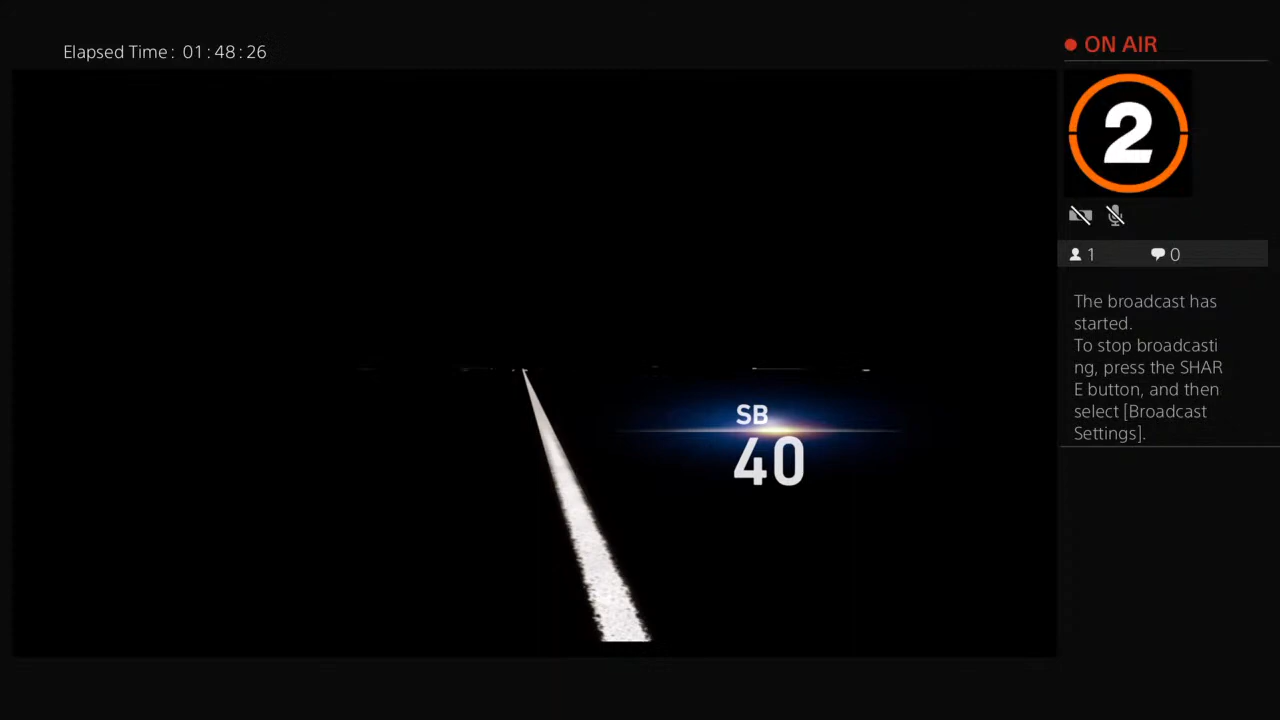 Elapsed Time: 01:48:26
ON AIR
2
1 0
The broadcast has
started.
To stop broadcasti
ng, press the SHAR
E button, and then
select [Broadcast
Settings].
SB
40